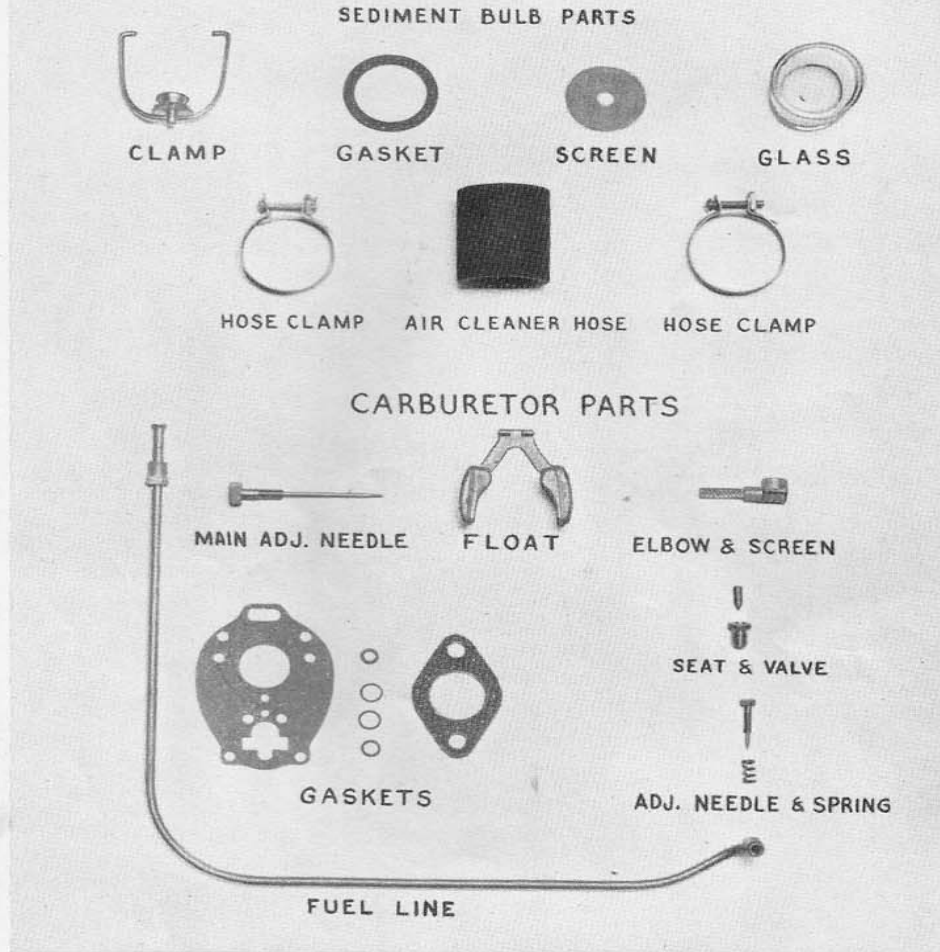 SEDIMENT BULB PARTS
CLAMP GASKET SCREEN GLASS
HOSE CLAMP AIR CLEANER HOSE HOSE CLAMP
CARBURETOR PARTS
MAIN ADJ. NEEDLE FLOAT ELBOW & SCREEN
SEAT & VALVE
GASKETS
ADJ. NEEDLE & SPRING
FUEL LINE